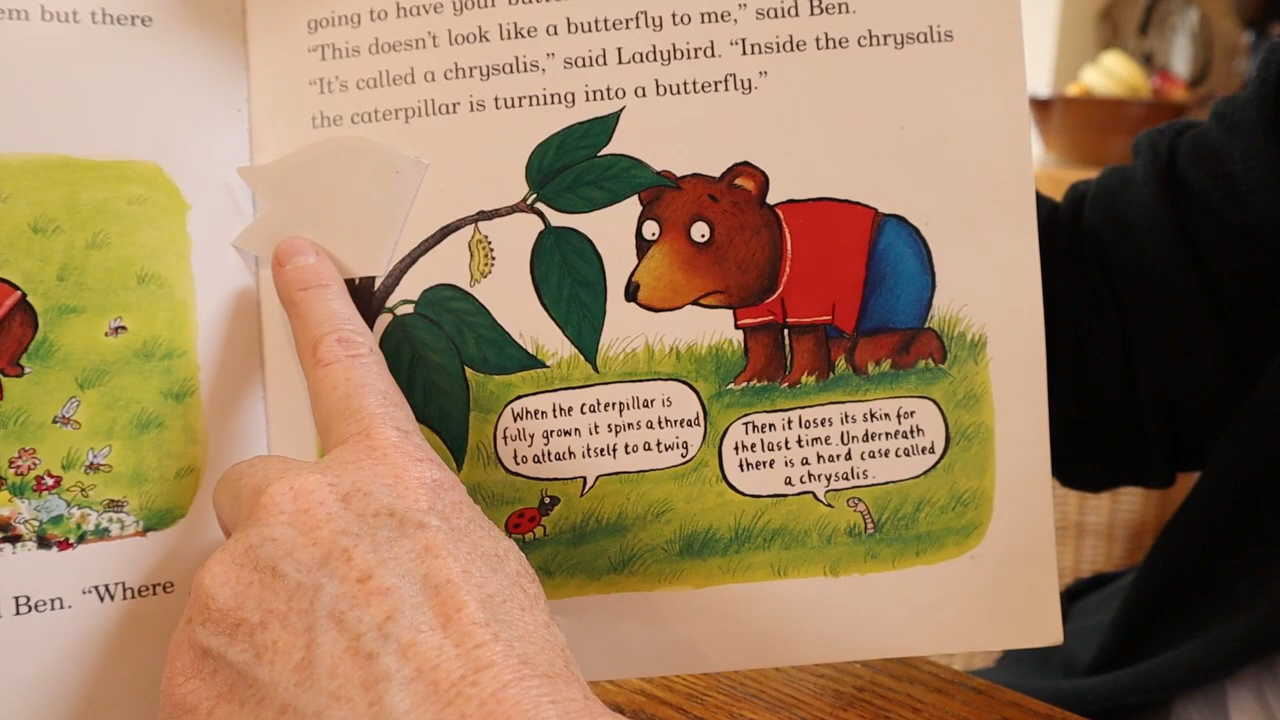 em but there
Ben. “Where
going to have your
“This doesn’t look like a butterfly to me,” said Ben.
“It’s called a chrysalis,” said Ladybird. “Inside the chrysalis
the caterpillar is turning into a butterfly.”
When the caterpillar is
fully grown it spins a thread
to attach itself to a twig.
Then it loses its skin for
the last time. Underneath
there is a hard case called
a chrysalis.